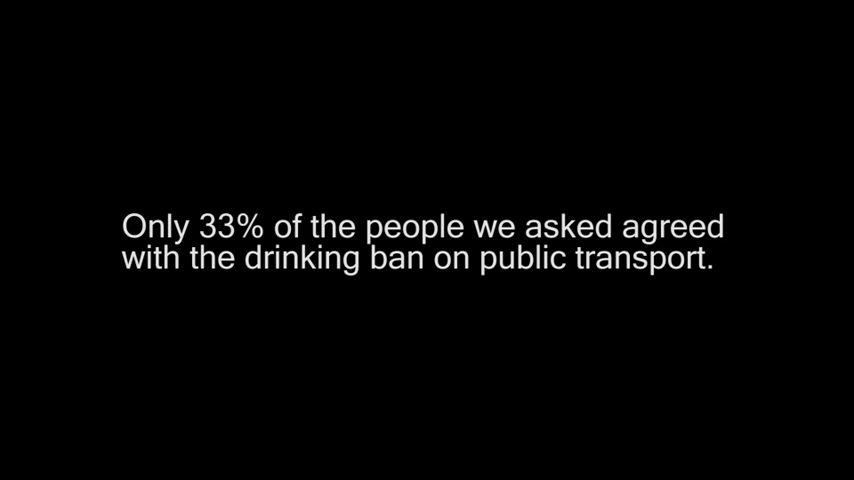 Only 33% of the people we asked agreed
with the drinking ban on public transport.